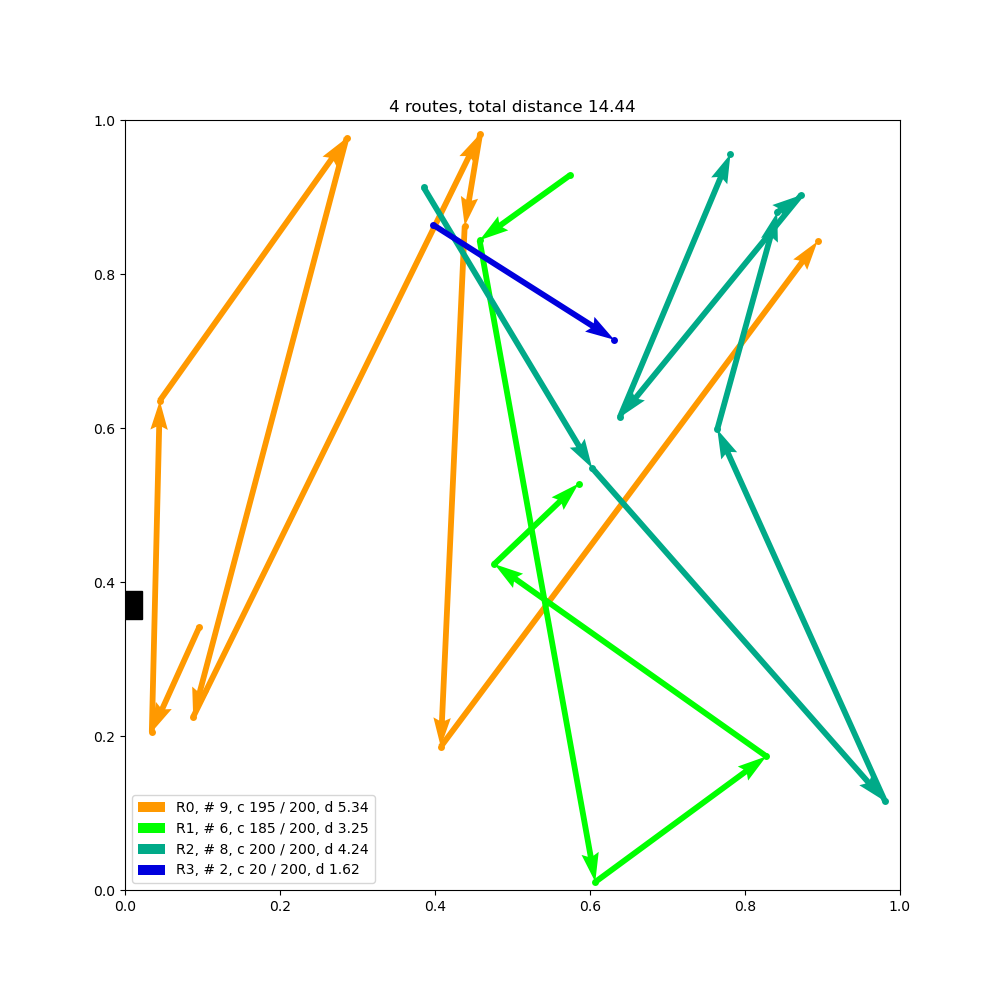 4 routes, total distance 14.44
1.0
0.8
0.6
0.4
0.2
0.0
R0, # 9, c 195 / 200, d 5.34
R1, # 6, c 185 / 200, d 3.25
R2, # 8, c 200 / 200, d 4.24
R3, # 2, c 20 / 200, d 1.62
0.0 0.2 0.4 0.6 0.8 1.0